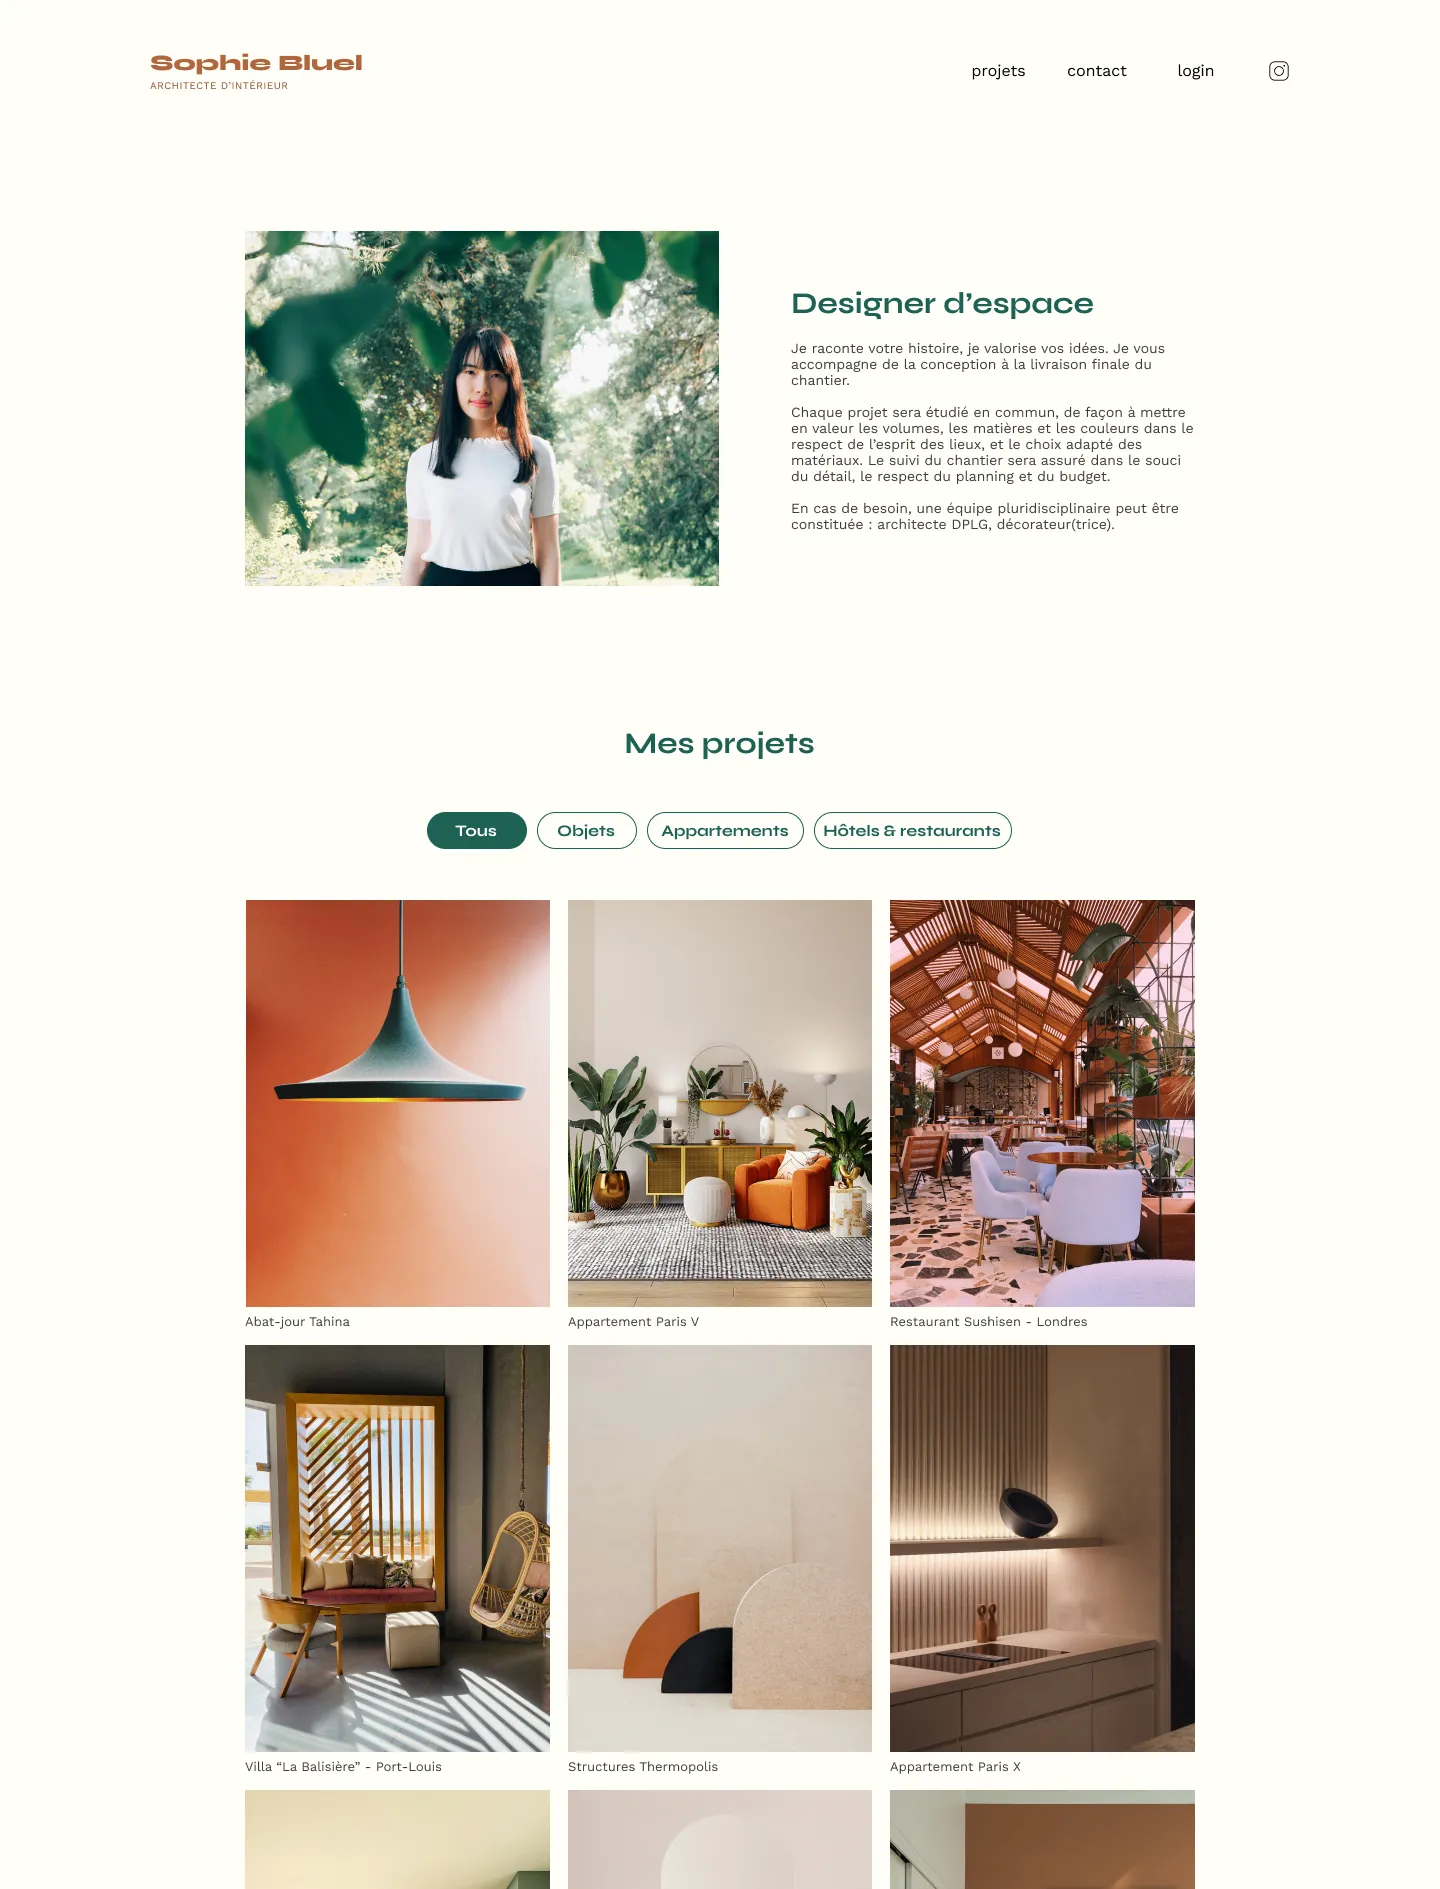 Sophie Bluel
ARCHITECTE D’INTÉRIEUR
projets contact login
Designer d’espace
Je raconte votre histoire, je valorise vos idées. Je vous
accompagne de la conception à la livraison finale du
chantier.
Chaque projet sera étudié en commun, de façon à mettre
en valeur les volumes, les matières et les couleurs dans le
respect de l’esprit des lieux, et le choix adapté des
matériaux. Le suivi du chantier sera assuré dans le souci
du détail, le respect du planning et du budget.
En cas de besoin, une équipe pluridisciplinaire peut être
constituée : architecte DPLG, décorateur(trice).
Mes projets
Tous Objets Appartements Hôtels & restaurants
Abat-jour Tahina
Appartement Paris V
Restaurant Sushisen - Londres
Villa “La Balisière” - Port-Louis
Structures Thermopolis
Appartement Paris X